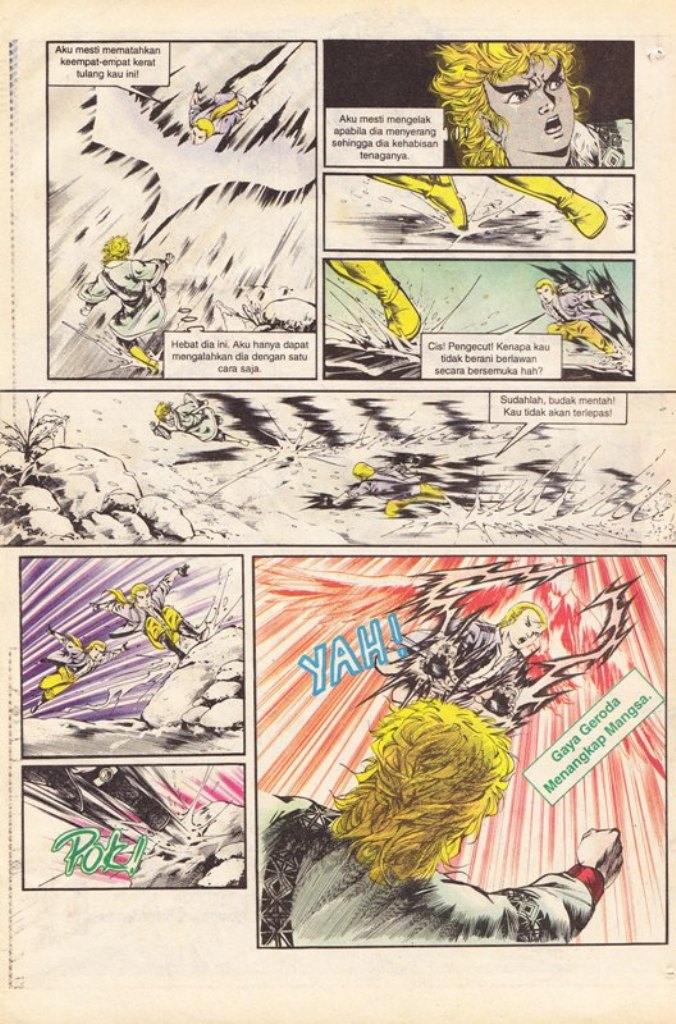 Aku mesti mematahkan
keempat-empat kerat
tulang kau ini!
Hebat dia ini. Aku hanya dapat
mengalahkan dia dengan satu
cara saja.
Aku mesti mengelak
apabila dia menyerang
sehingga dia kehabisan
tenaganya.
Cis! Pengecut! Kenapa kau
tidak berani berlawan
secara bersemuka hah?
Sudahlah, budak mentah!
Kau tidak akan terlepas!
POK!
YAH!
Gaya Geroda
Menangkap Mangsa.